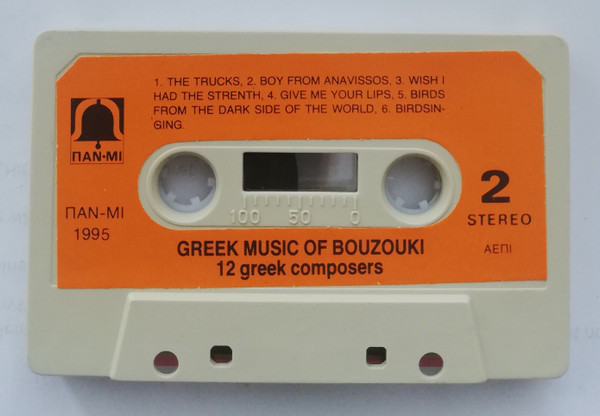 1. THE TRUCKS, 2. BOY FROM ANAVISSOS, 3. WISH I
HAD THE STRENTH, 4. GIVE ME YOUR LIPS, 5. BIRDS
FROM THE DARK SIDE OF THE WORLD, 6. BIRDSIN-
GING.
ΠΑΝ-ΜΙ
ΠΑΝ-ΜΙ
1995
100 50 0
2
STEREO
ΑΕΠΙ
GREEK MUSIC OF BOUZOUKI
12 greek composers